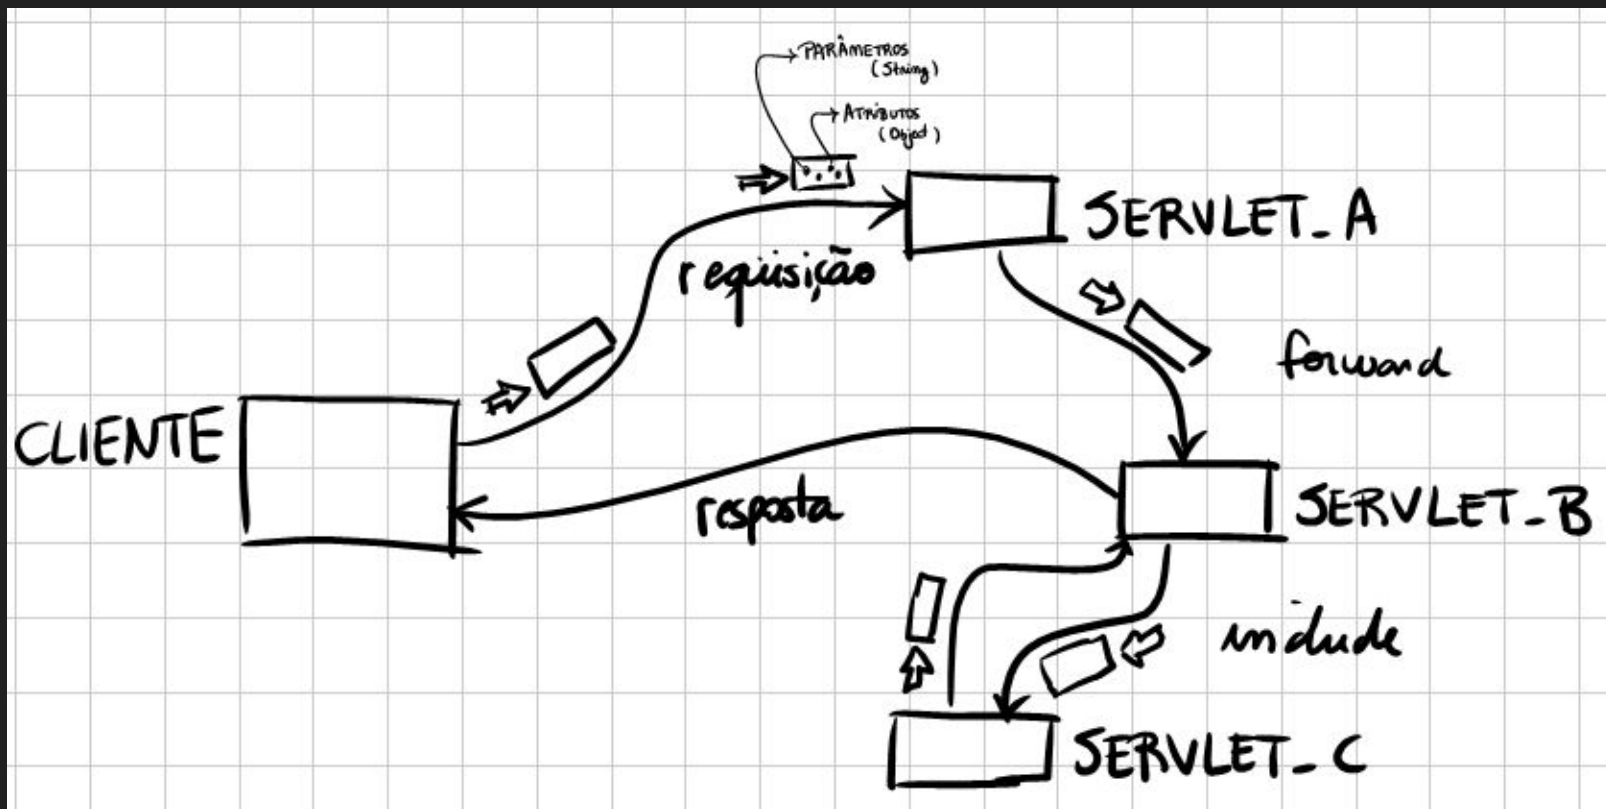 PARÂMETROS
(String)
ATRIBUTOS
(Object)
SERVLET_A
requisição
forward
CLIENTE
resposta
SERVLET_B
include
SERVLET_C